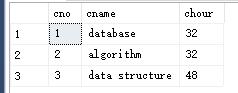 cno cname chour
1 1 database 32
2 2 algorithm 32
3 3 data structure 48